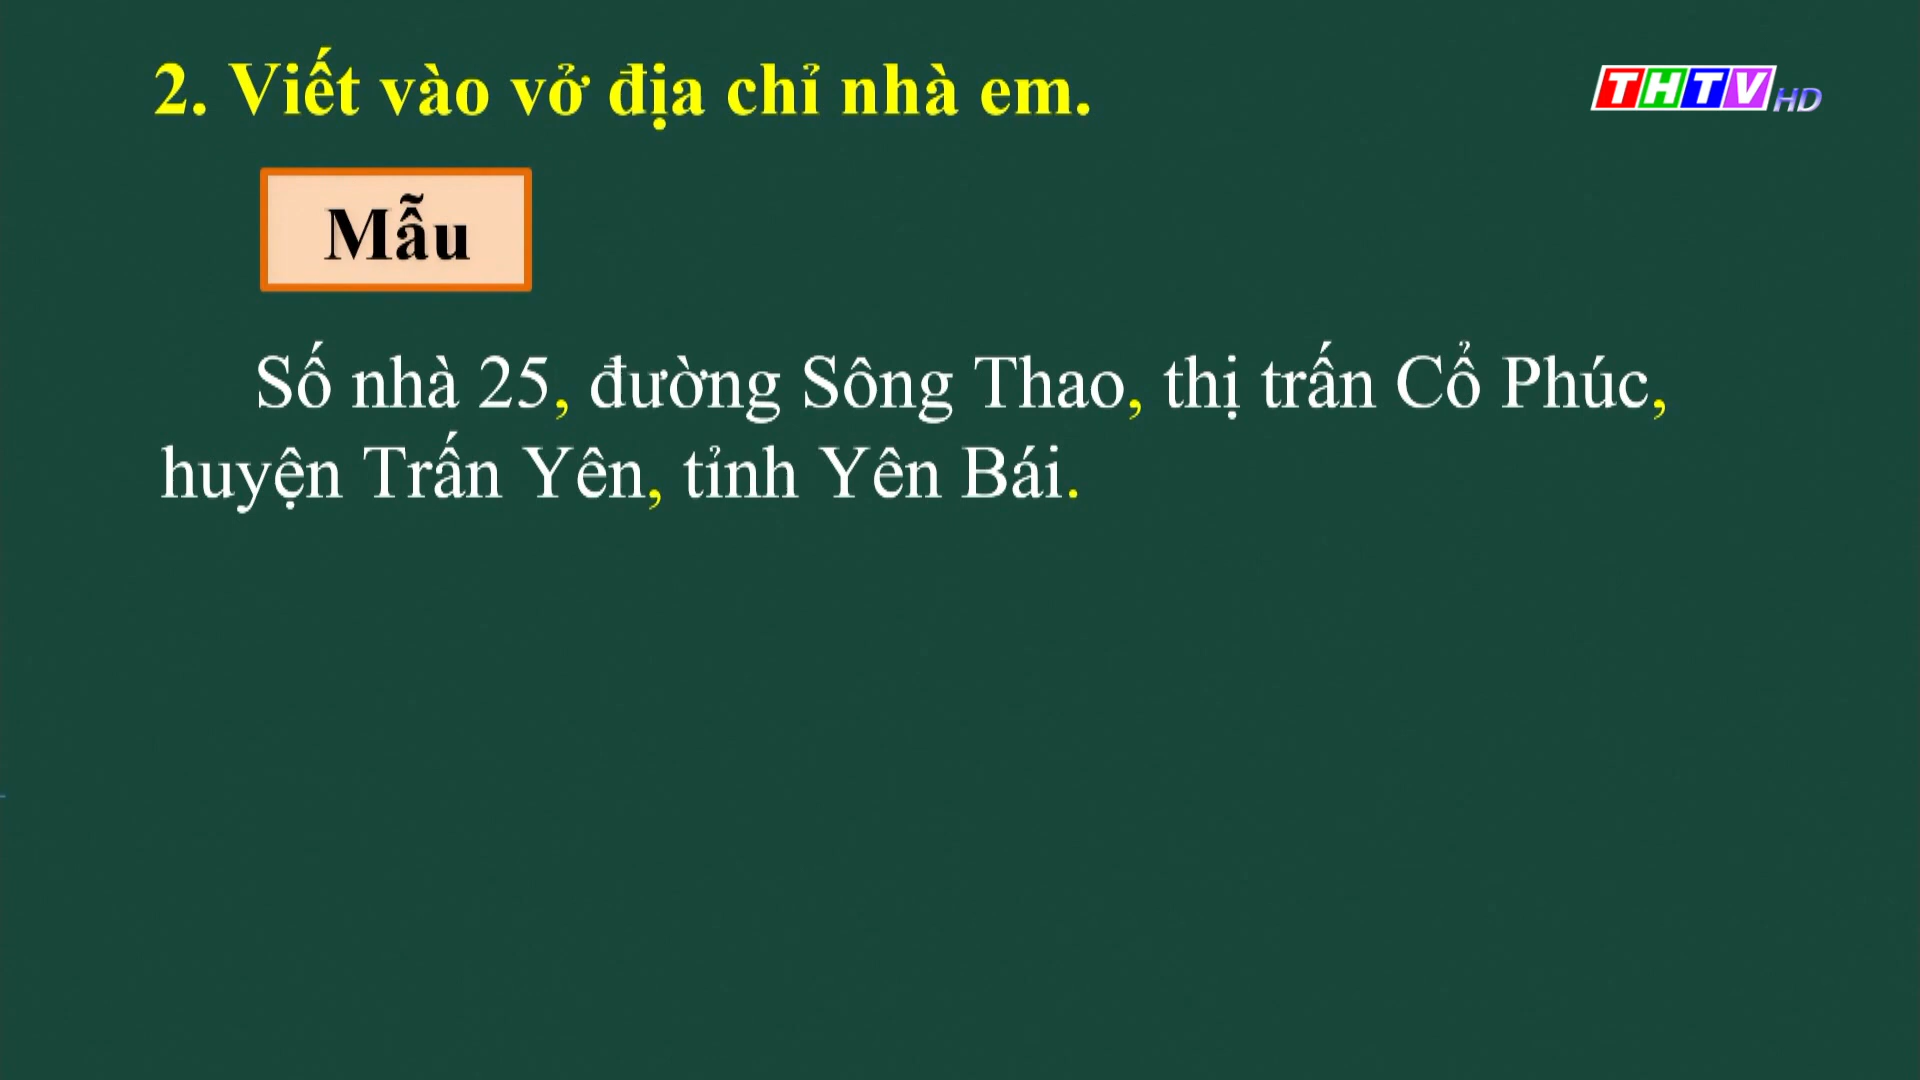 2. Viết vào vở địa chỉ nhà em.
THTV HD
Mẫu
Số nhà 25, đường Sông Thao, thị trấn Cổ Phúc,
huyện Trấn Yên, tỉnh Yên Bái.